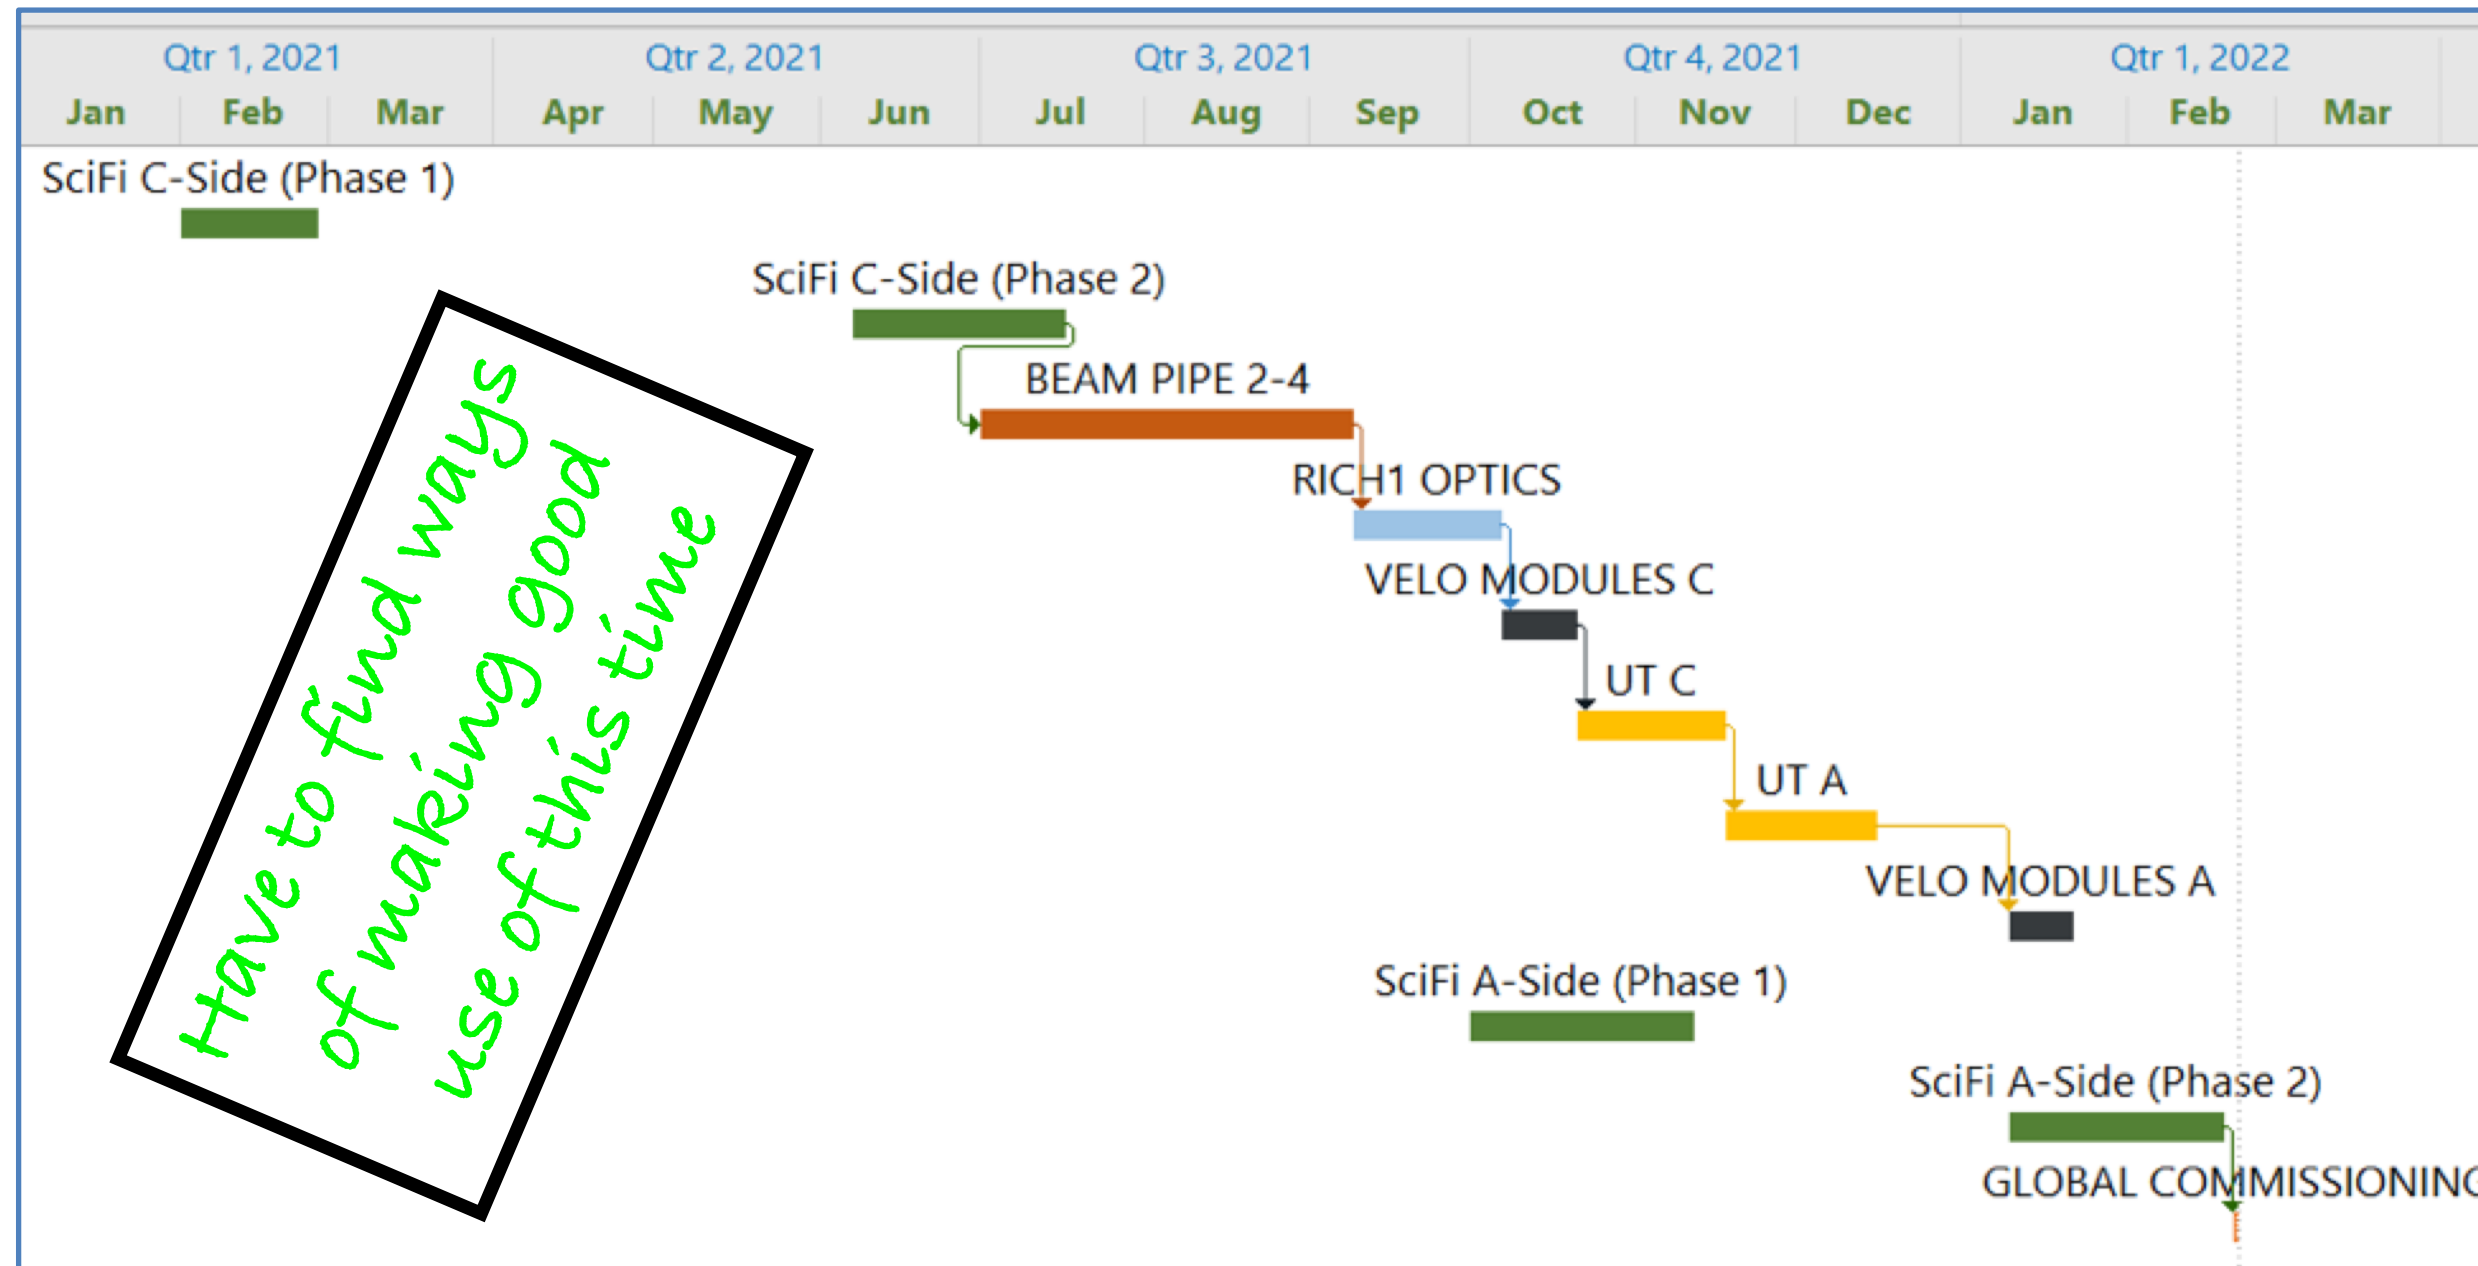 Qtr 1, 2021 Qtr 2, 2021 Qtr 3, 2021 Qtr 4, 2021 Qtr 1, 2022
Jan Feb Mar Apr May Jun Jul Aug Sep Oct Nov Dec Jan Feb Mar
SciFi C-Side (Phase 1)
SciFi C-Side (Phase 2)
BEAM PIPE 2-4
RICH1 OPTICS
VELO MODULES C
UT C
UT A
VELO MODULES A
SciFi A-Side (Phase 1)
SciFi A-Side (Phase 2)
GLOBAL COMMISSIONING
Have to find ways
of making good
use of this time